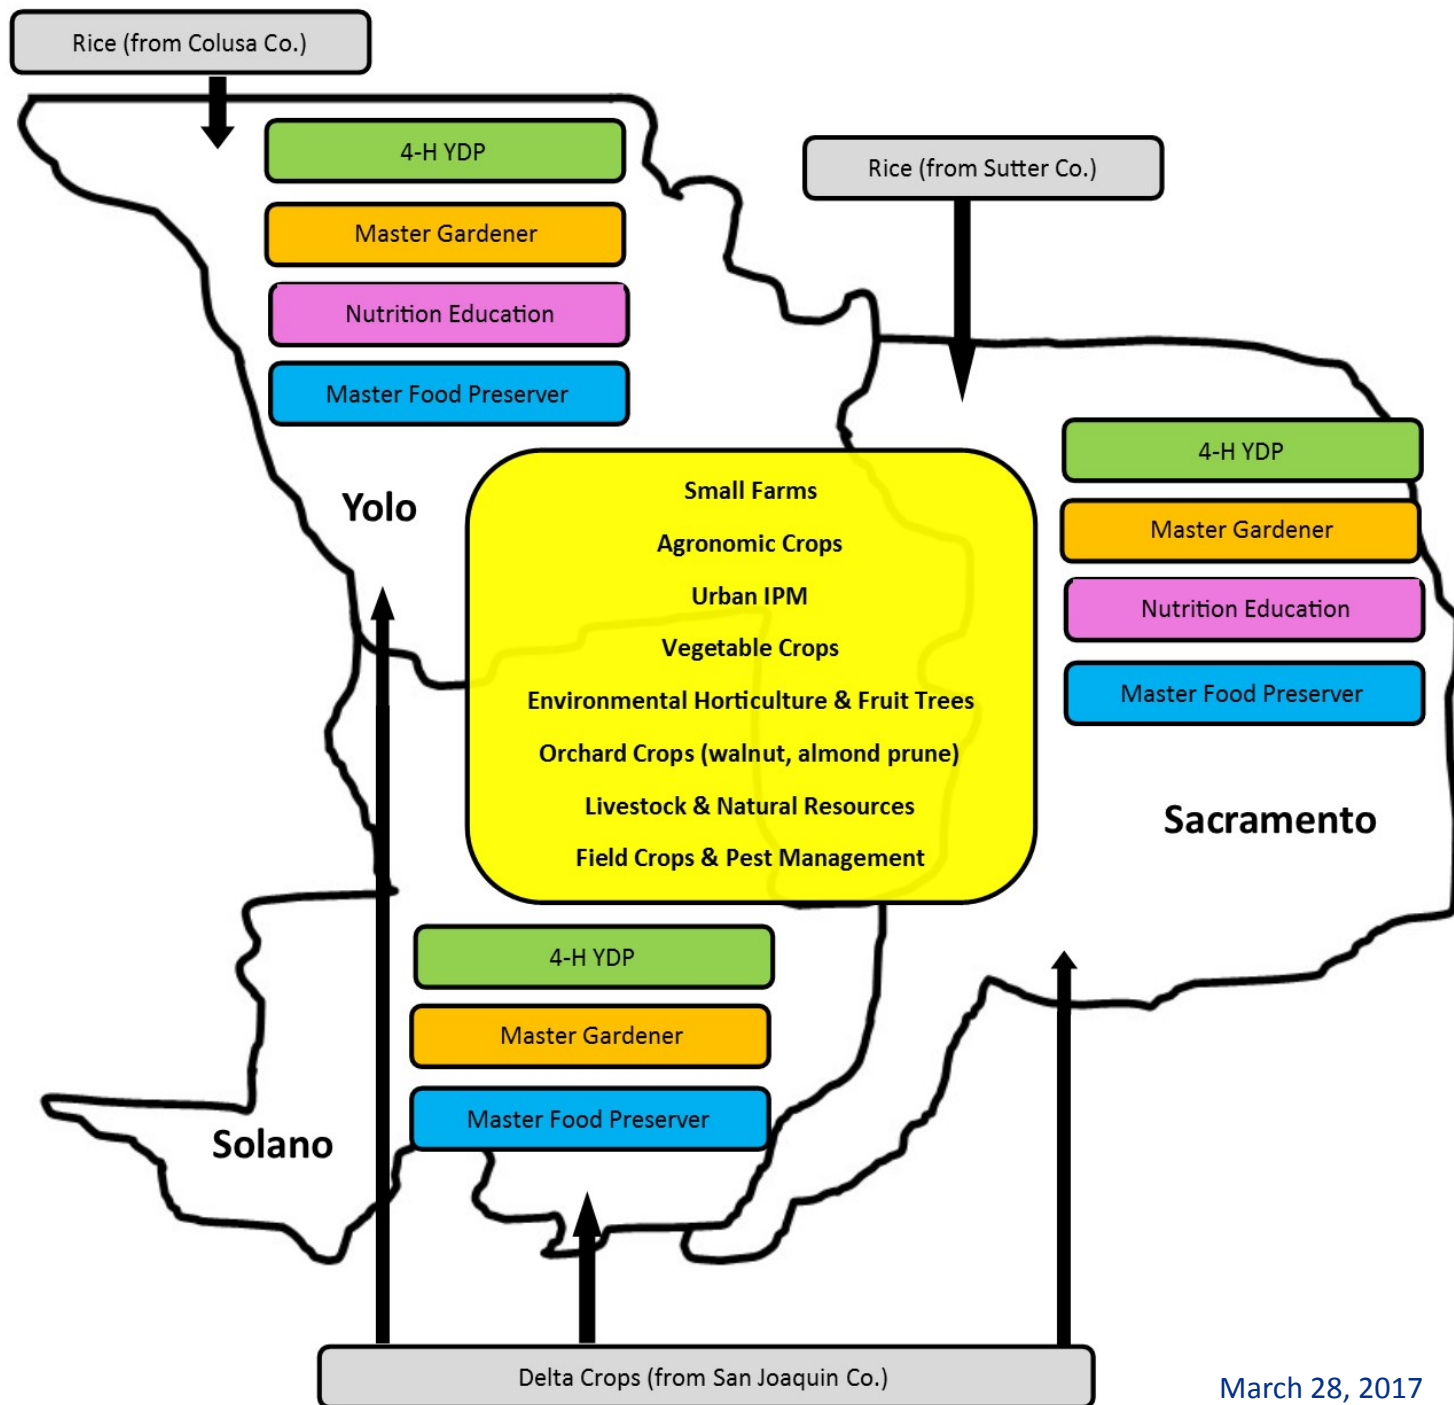 Rice (from Colusa Co.)
4-H YDP
Master Gardener
Nutrition Education
Master Food Preserver
Yolo
Rice (from Sutter Co.)
4-H YDP
Master Gardener
Nutrition Education
Master Food Preserver
Sacramento
Small Farms
Agronomic Crops
Urban IPM
Vegetable Crops
Environmental Horticulture & Fruit Trees
Orchard Crops (walnut, almond prune)
Livestock & Natural Resources
Field Crops & Pest Management
4-H YDP
Master Gardener
Master Food Preserver
Solano
Delta Crops (from San Joaquin Co.)
March 28, 2017